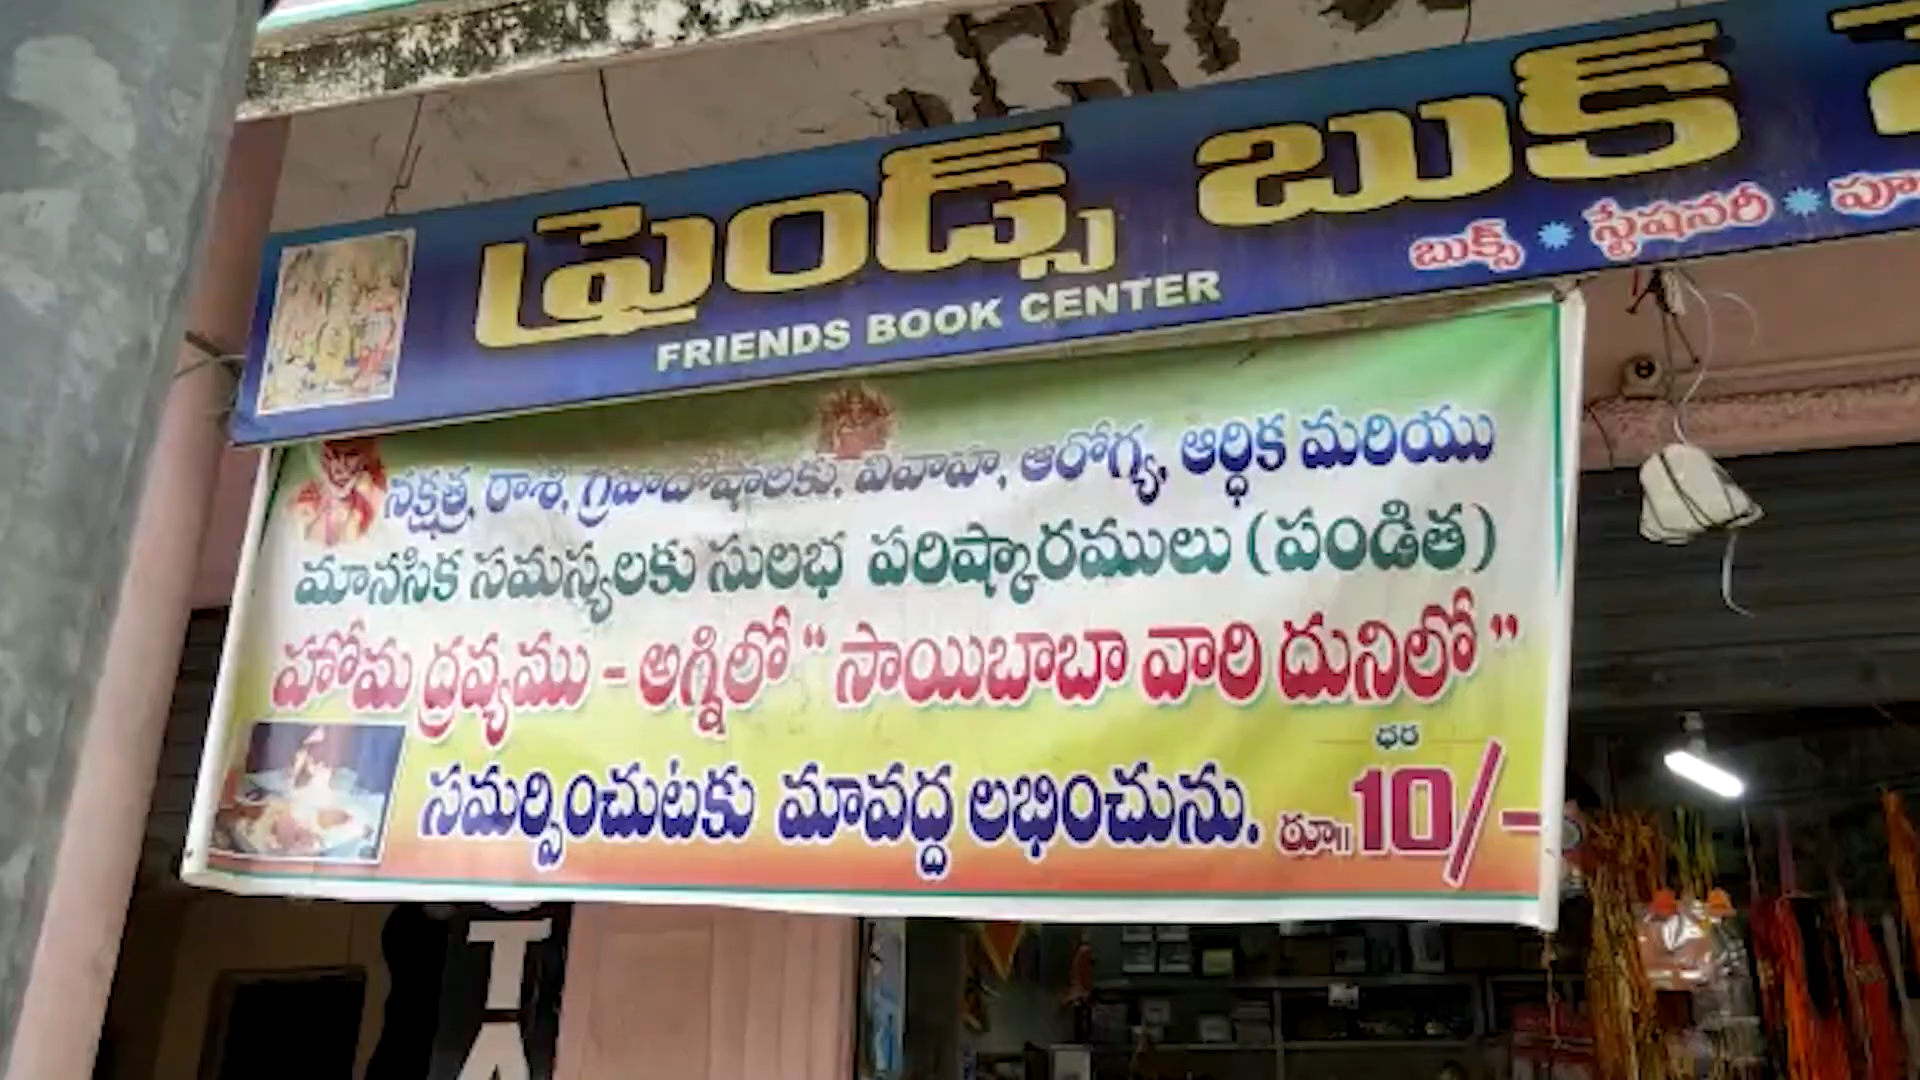 ఫ్రెండ్స్ బుక్
FRIENDS BOOK CENTER
బుక్స్ * స్టేషనరీ * పూ
నక్షత్ర, రాశి, గ్రహదోషాలకు, వివాహ, ఆరోగ్య, ఆర్ధిక మరియు
మానసిక సమస్యలకు సులభ పరిష్కారములు (పండిత)
హోమ ద్రవ్యము - అగ్నిలో “ సాయిబాబా వారి దునిలో ”
సమర్పించుటకు మావద్ద లభించును.
ధర
రూ॥ 10/-